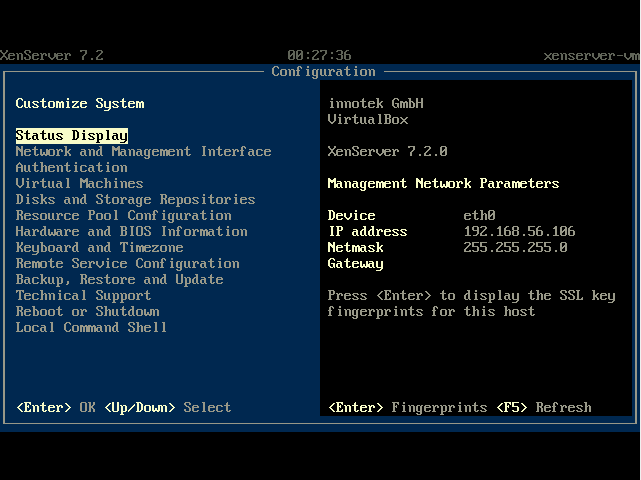 XenServer 7.2 00:27:36 xenserver-vm
Configuration
Customize System
Status Display
Network and Management Interface
Authentication
Virtual Machines
Disks and Storage Repositories
Resource Pool Configuration
Hardware and BIOS Information
Keyboard and Timezone
Remote Service Configuration
Backup, Restore and Update
Technical Support
Reboot or Shutdown
Local Command Shell
<Enter> OK <Up/Down> Select
innotek GmbH
VirtualBox
XenServer 7.2.0
Management Network Parameters
Device eth0
IP address 192.168.56.106
Netmask 255.255.255.0
Gateway
Press <Enter> to display the SSL key
fingerprints for this host
<Enter> Fingerprints <F5> Refresh